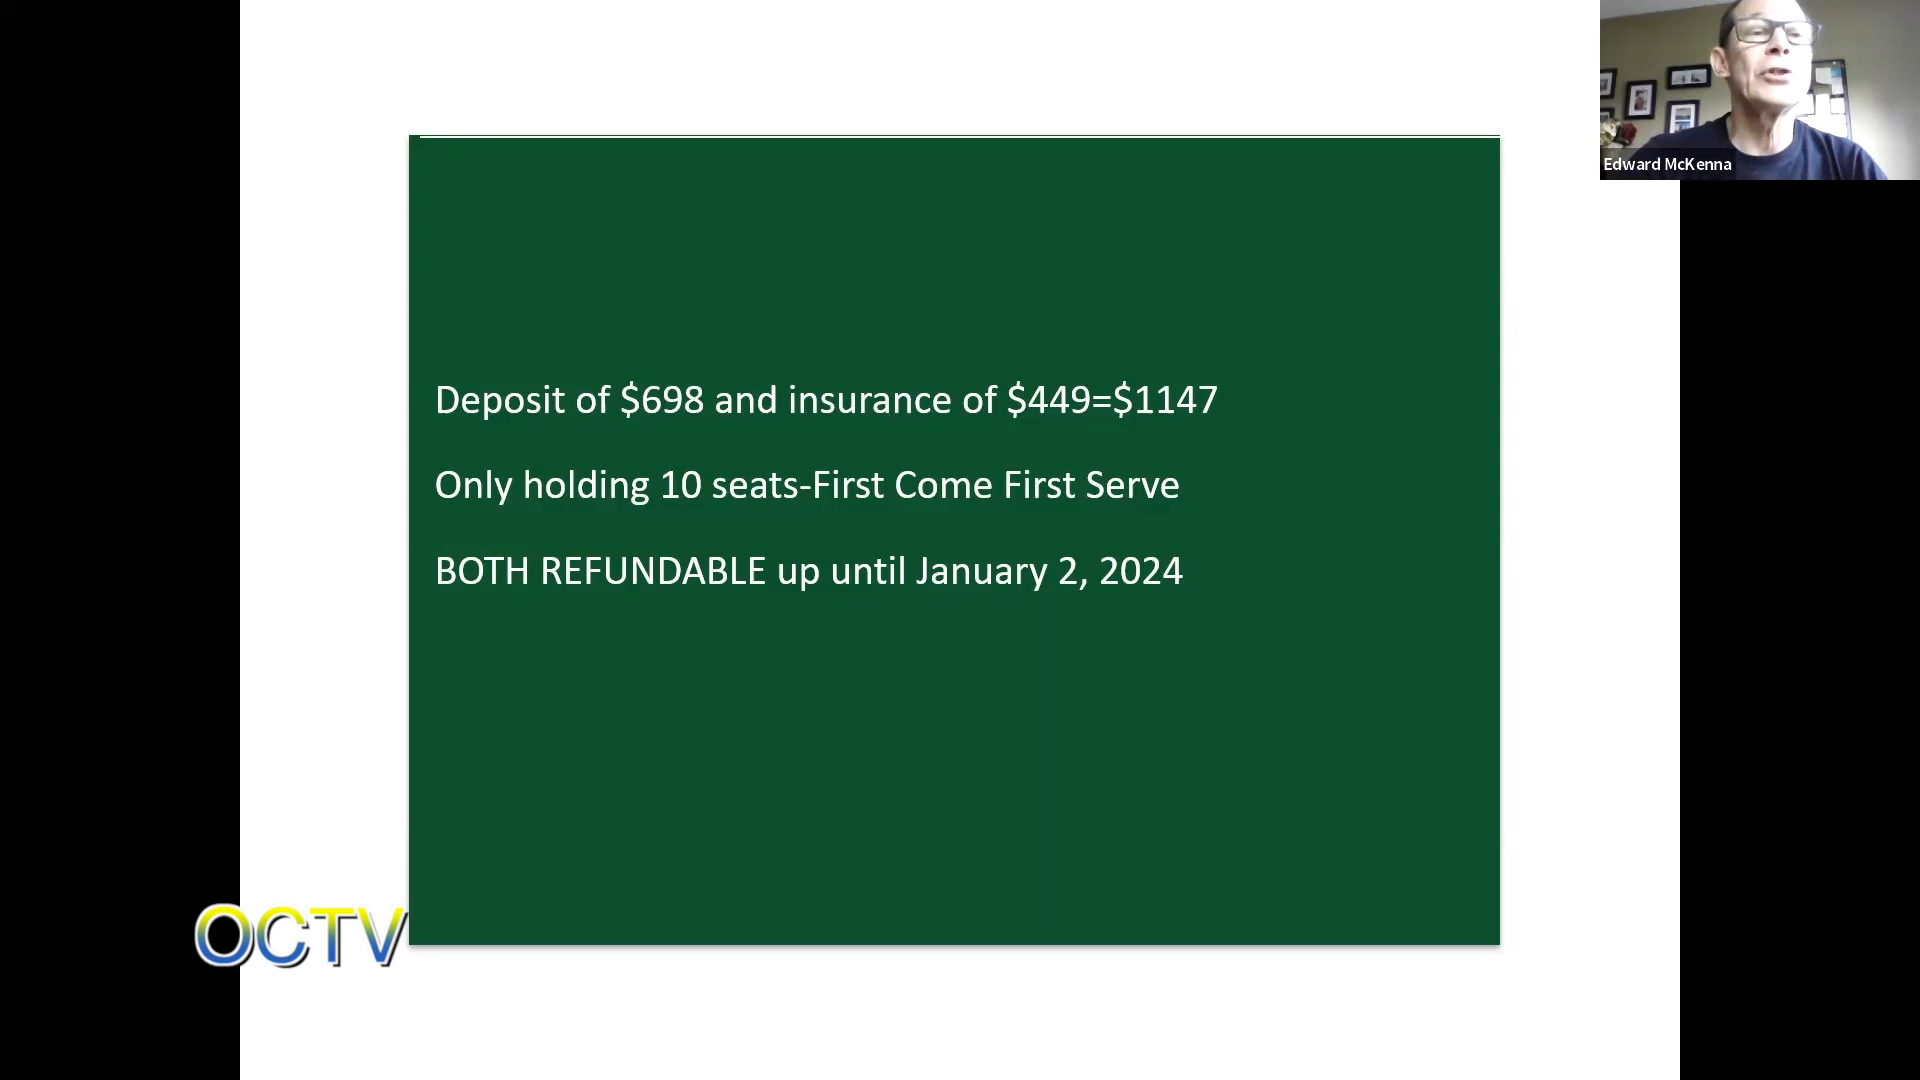 Edward McKenna
Deposit of $698 and insurance of $449=$1147
Only holding 10 seats-First Come First Serve
BOTH REFUNDABLE up until January 2, 2024
OCTV